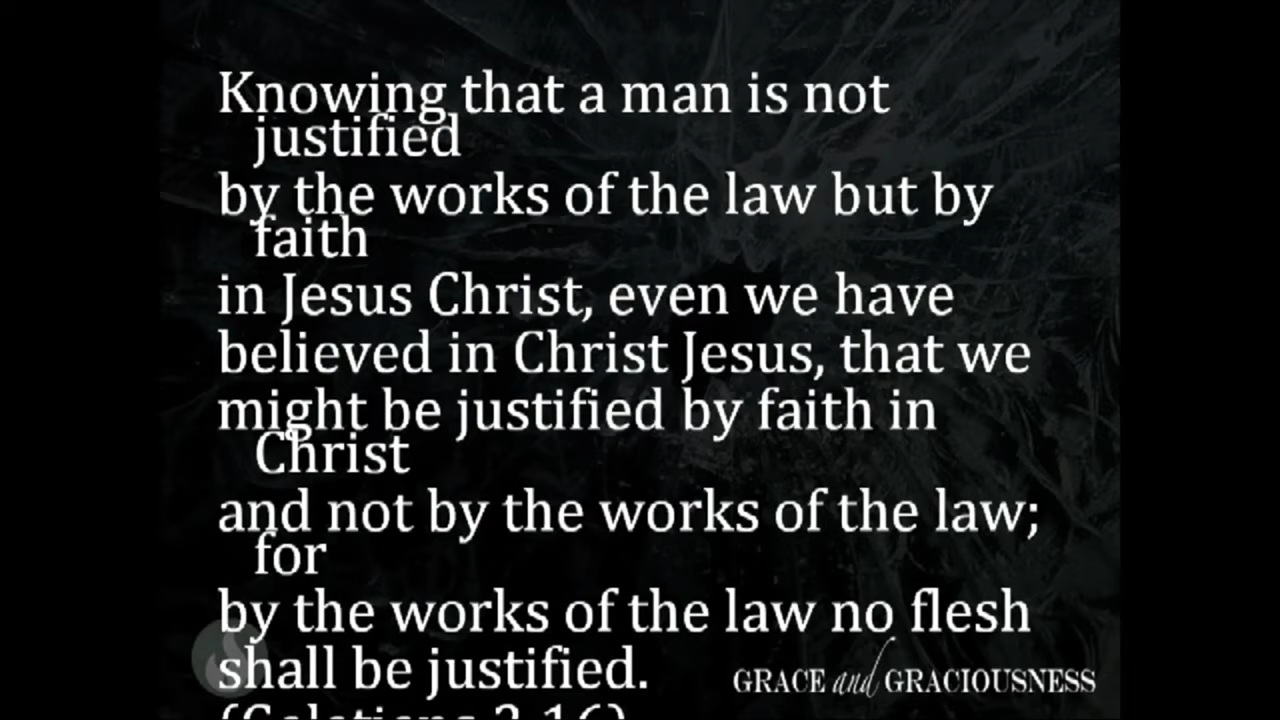 Knowing that a man is not
justified
by the works of the law but by
faith
in Jesus Christ, even we have
believed in Christ Jesus, that we
might be justified by faith in
Christ
and not by the works of the law;
for
by the works of the law no flesh
shall be justified.
GRACE and GRACIOUSNESS
(Galatians 2:16)